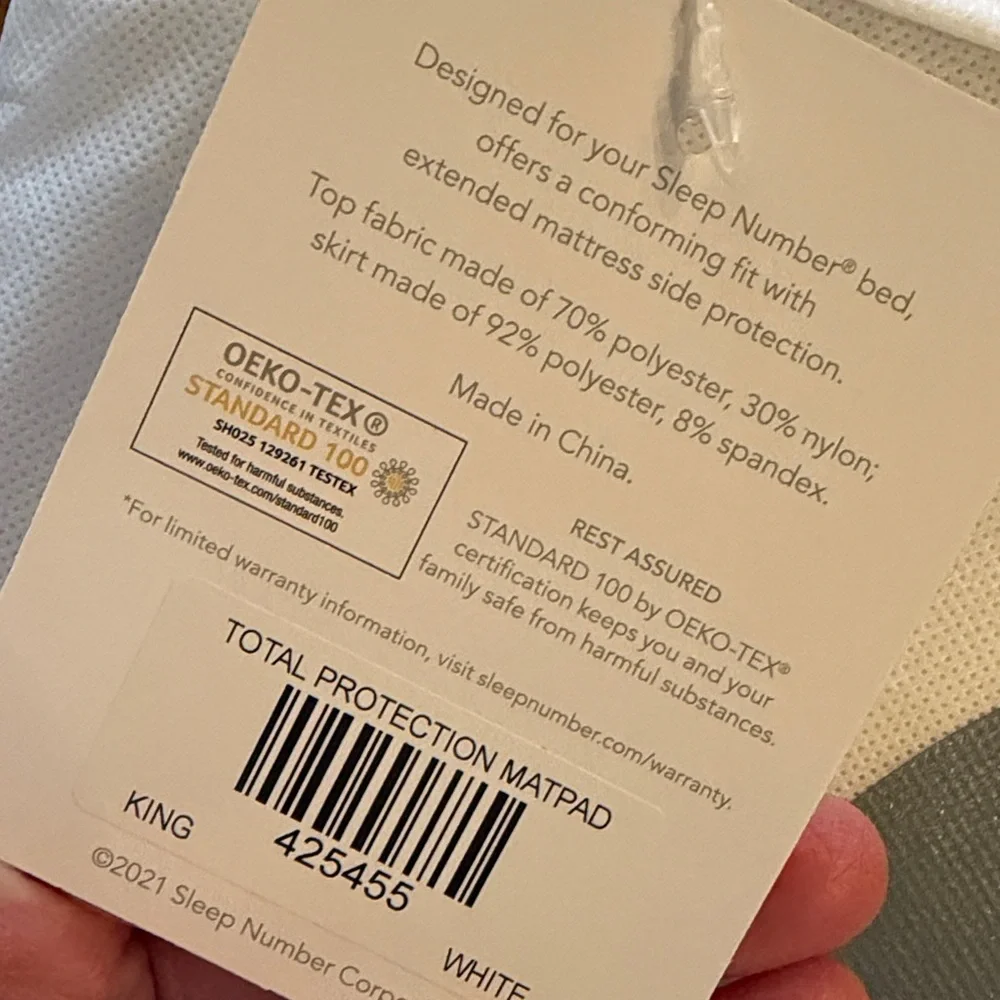 Designed for your Sleep Number® bed,
offers a conforming fit with
extended mattress side protection.
Top fabric made of 70% polyester, 30% nylon;
skirt made of 92% polyester, 8% spandex.
Made in China.
OEKO-TEX®
CONFIDENCE IN TEXTILES
STANDARD 100
SH025 129261 TESTEX
Tested for harmful substances.
www.oeko-tex.com/standard100
REST ASSURED
STANDARD 100 by OEKO-TEX®
certification keeps you and your
family safe from harmful substances.
*For limited warranty information, visit sleepnumber.com/warranty.
TOTAL PROTECTION MATPAD
425455
KING
WHITE
©2021 Sleep Number